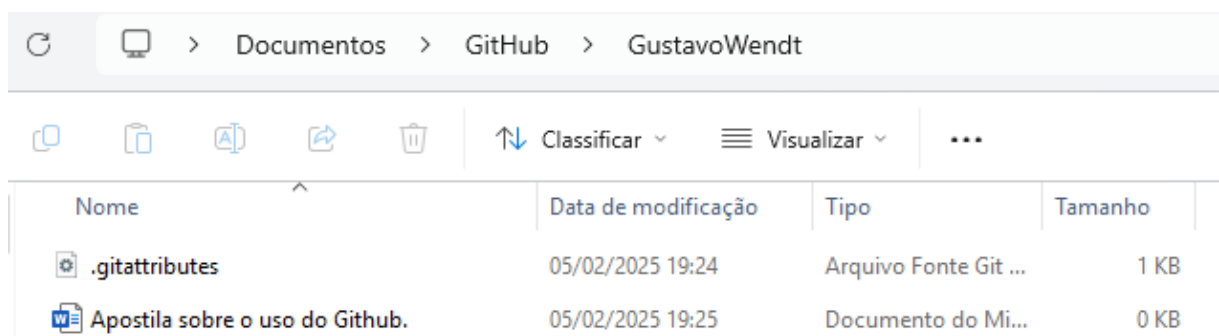 Documentos > GitHub > GustavoWendt
Classificar Visualizar ...
Nome Data de modificação Tipo Tamanho
.gitattributes 05/02/2025 19:24 Arquivo Fonte Git ... 1 KB
Apostila sobre o uso do Github. 05/02/2025 19:25 Documento do Mi... 0 KB